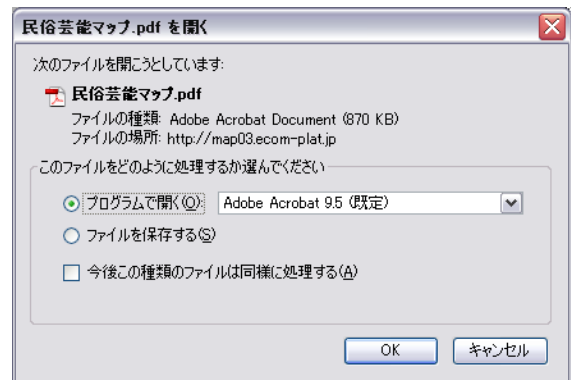 民俗芸能マップ.pdf を開く
次のファイルを開こうとしています:
民俗芸能マップ.pdf
ファイルの種類: Adobe Acrobat Document (870 KB)
ファイルの場所: http://map03.ecom-plat.jp
このファイルをどのように処理するか選んでください
プログラムで開く(O): Adobe Acrobat 9.5 (既定)
ファイルを保存する(S)
今後この種類のファイルは同様に処理する(A)
OK キャンセル